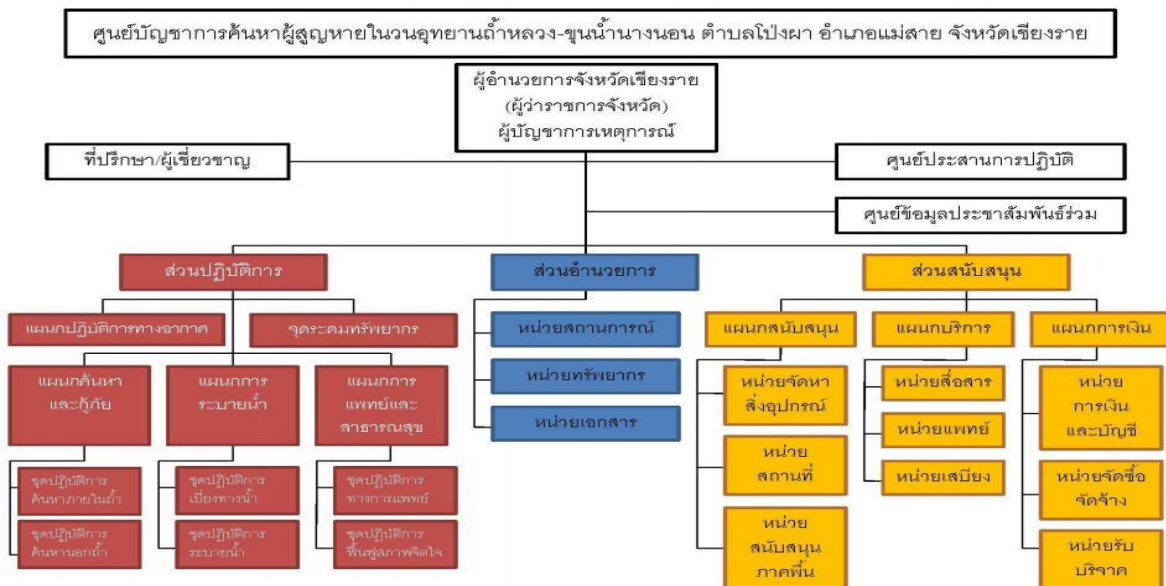 ศูนย์บัญชาการค้นหาผู้สูญหายในวนอุทยานถ้ำหลวง-ขุนน้ำนางนอน ตำบลโป่งผา อำเภอแม่สาย จังหวัดเชียงราย
ผู้อำนวยการจังหวัดเชียงราย
(ผู้ว่าราชการจังหวัด)
ผู้บัญชาการเหตุการณ์
ที่ปรึกษา/ผู้เชี่ยวชาญ
ศูนย์ประสานการปฏิบัติ
ศูนย์ข้อมูลประชาสัมพันธ์ร่วม
ส่วนปฏิบัติการ
แผนกปฏิบัติการทางอากาศ
จุดระดมทรัพยากร
แผนกค้นหา
และกู้ภัย
ชุดปฏิบัติการ
ค้นหาภายในถ้ำ
ชุดปฏิบัติการ
ค้นหานอกถ้ำ
แผนกการ
ระบายน้ำ
ชุดปฏิบัติการ
เบี่ยงทางน้ำ
ชุดปฏิบัติการ
ระบายน้ำ
แผนกการ
แพทย์และ
สาธารณสุข
ชุดปฏิบัติการ
ทางการแพทย์
ชุดปฏิบัติการ
ฟื้นฟูสภาพจิตใจ
ส่วนอำนวยการ
หน่วยสถานการณ์
หน่วยทรัพยากร
หน่วยเอกสาร
ส่วนสนับสนุน
แผนกสนับสนุน
หน่วยจัดหา
สิ่งอุปกรณ์
หน่วย
สถานที่
หน่วย
สนับสนุน
ภาคพื้น
แผนกบริการ
หน่วยสื่อสาร
หน่วยแพทย์
หน่วยเสบียง
แผนกการเงิน
หน่วย
การเงิน
และบัญชี
หน่วยจัดซื้อ
จัดจ้าง
หน่วยรับ
บริจาค